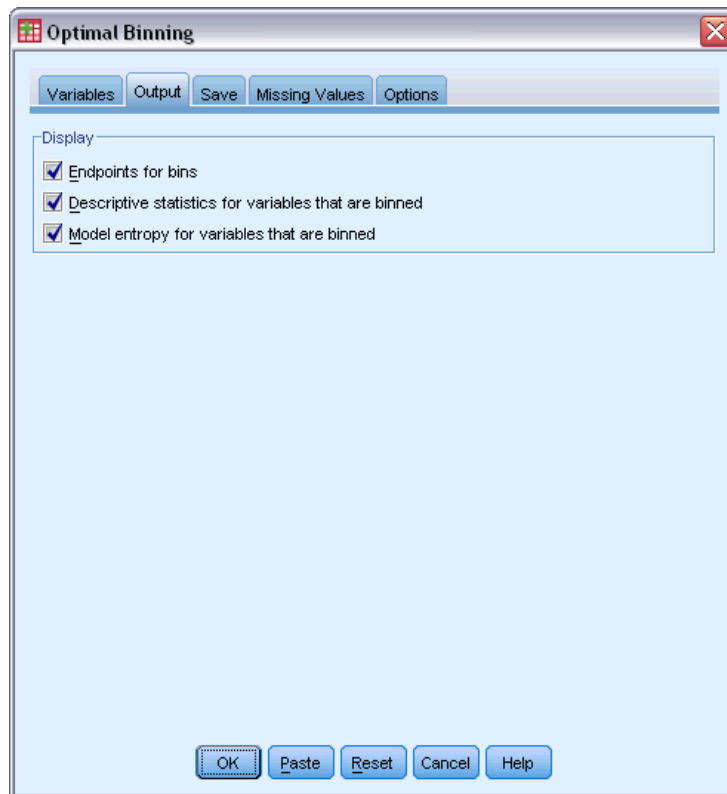 Optimal Binning
Variables Output Save Missing Values Options
Display
Endpoints for bins
Descriptive statistics for variables that are binned
Model entropy for variables that are binned
OK Paste Reset Cancel Help